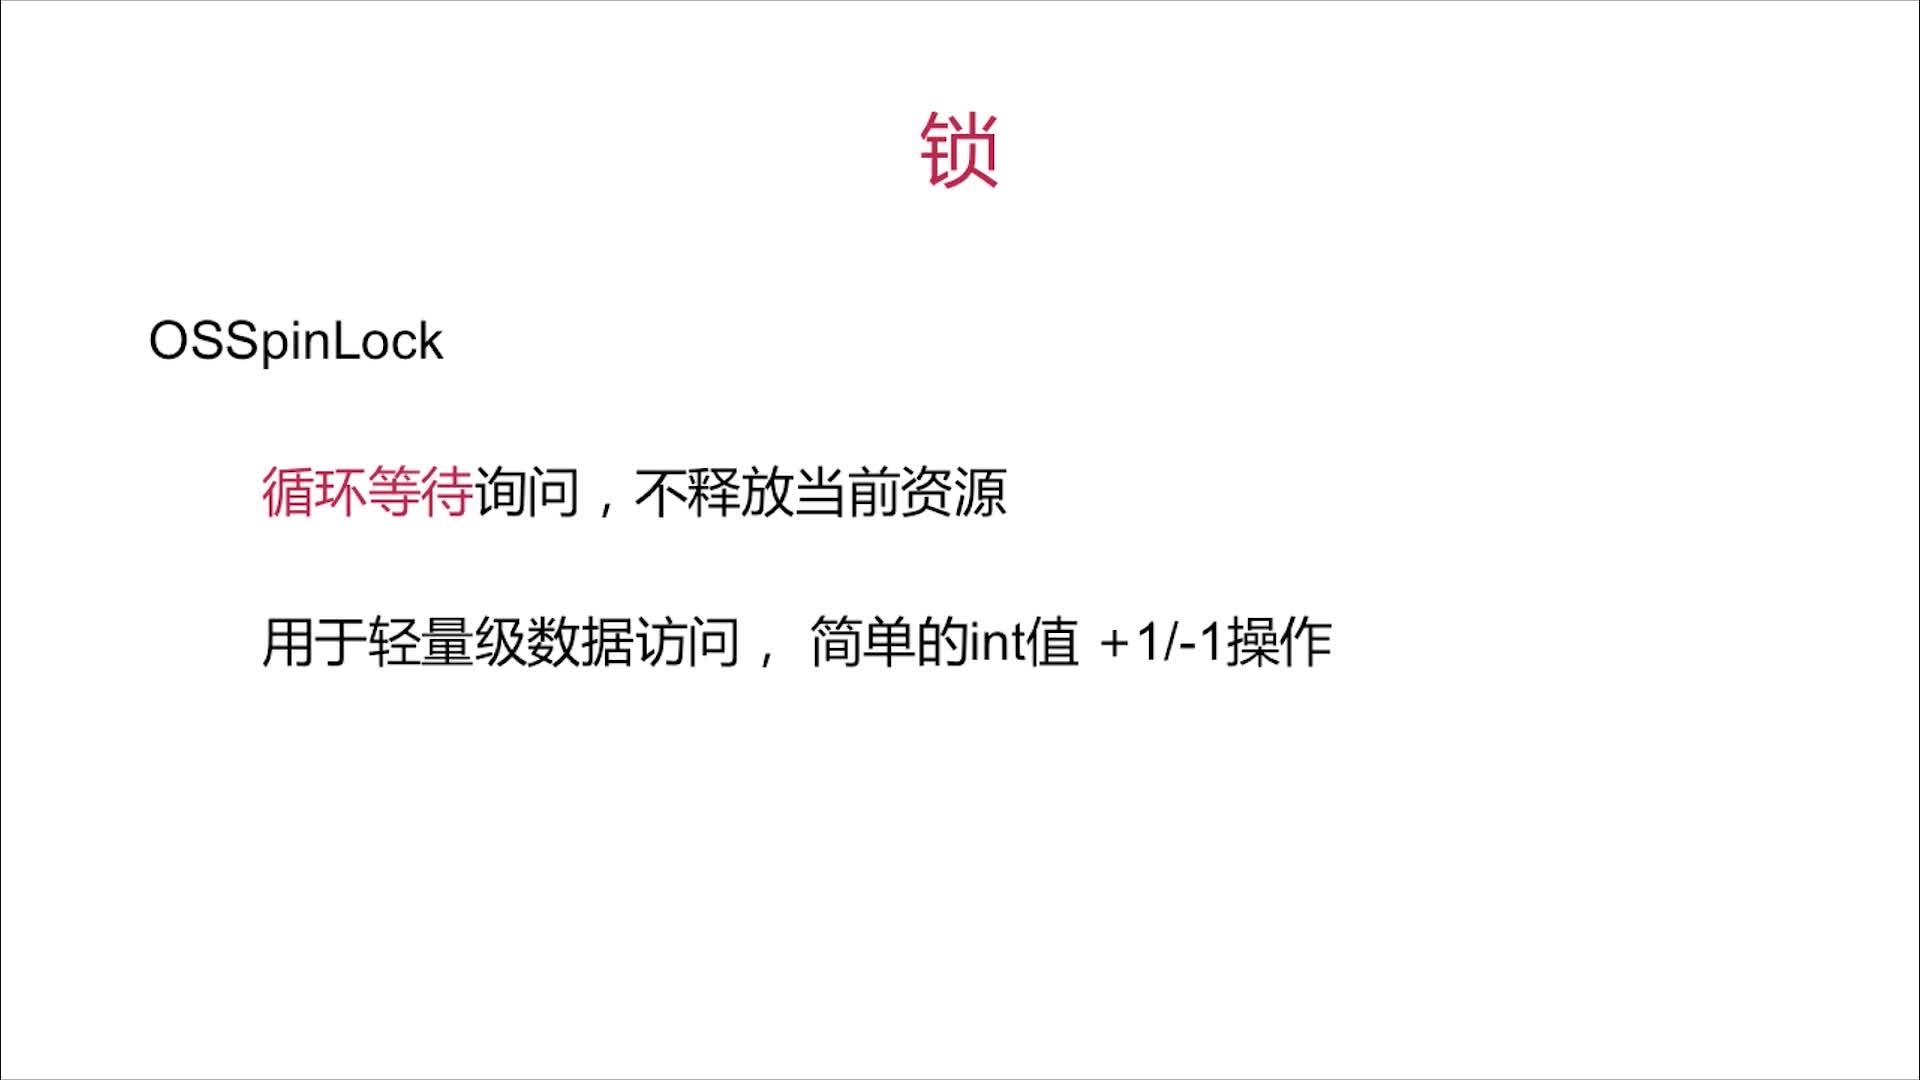 锁
OSSpinLock
循环等待询问，不释放当前资源
用于轻量级数据访问， 简单的int值 +1/-1操作